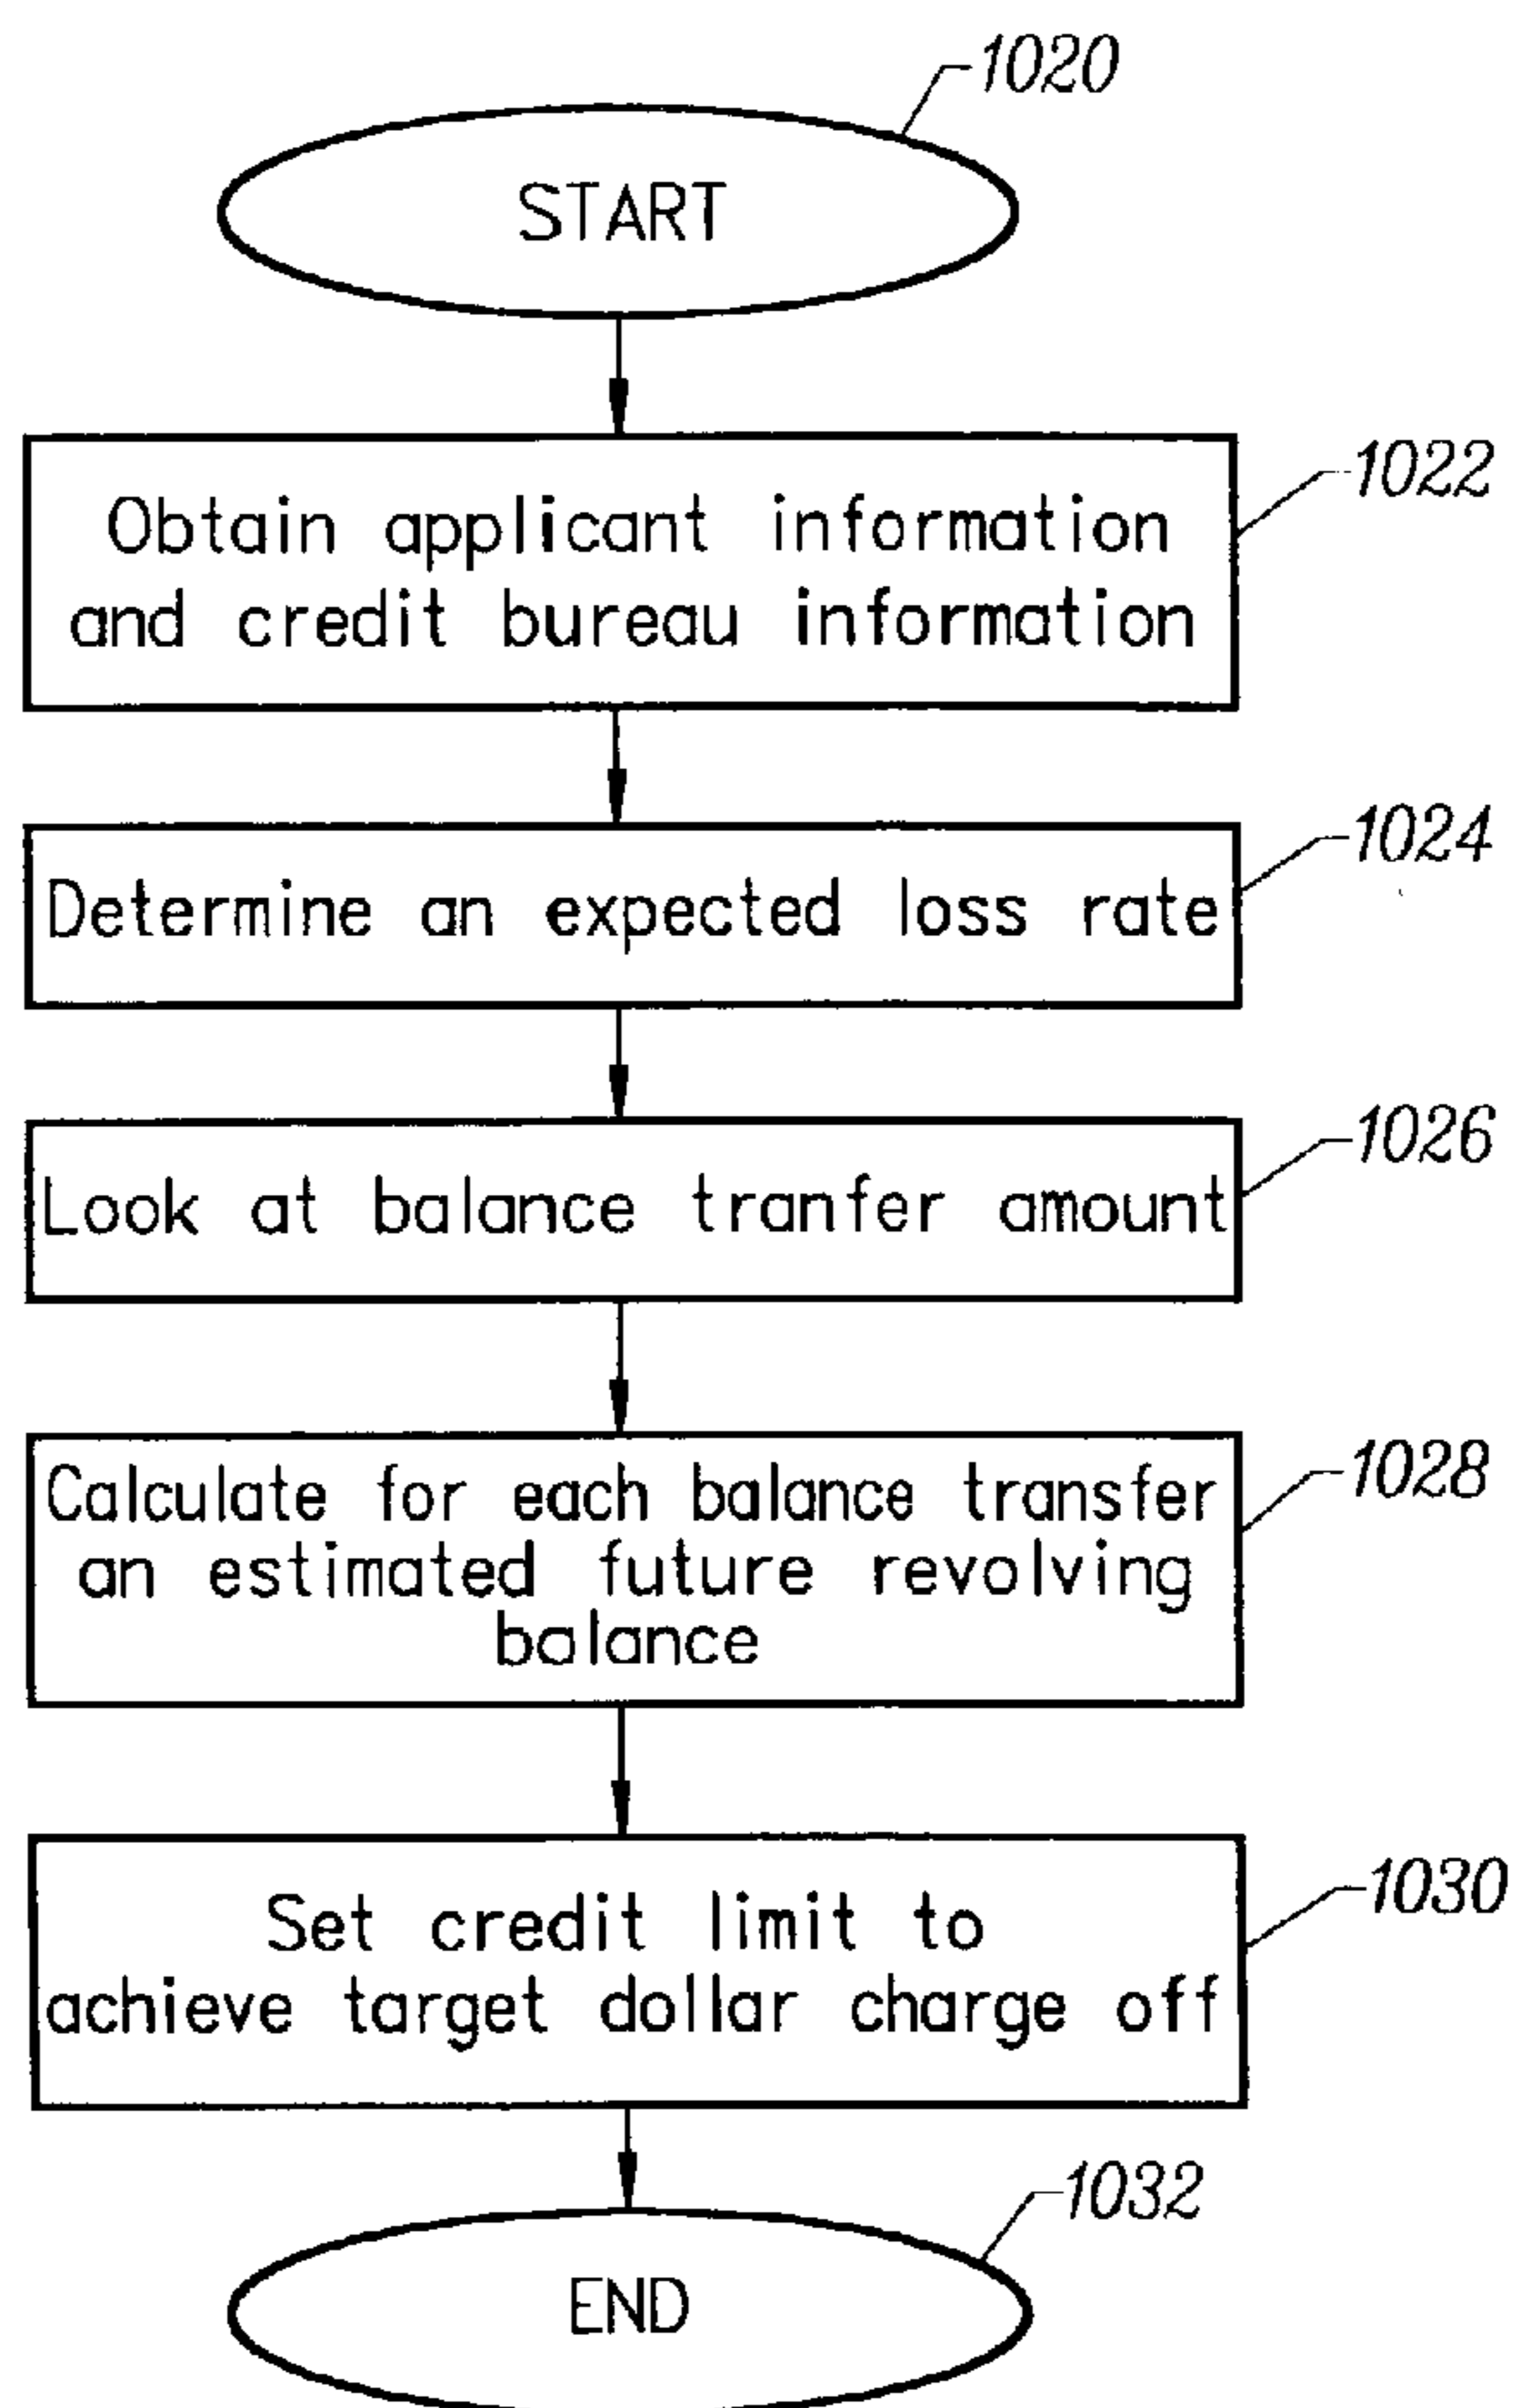 1020
START
1022
Obtain applicant information
and credit bureau information
1024
Determine an expected loss rate
1026
Look at balance tranfer amount
1028
Calculate for each balance transfer
an estimated future revolving
balance
1030
Set credit limit to
achieve target dollar charge off
1032
END